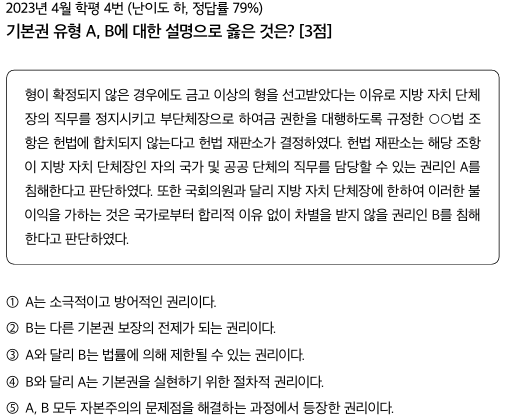 2023년 4월 학평 4번 (난이도 하, 정답률 79%)
기본권 유형 A, B에 대한 설명으로 옳은 것은? [3점]
형이 확정되지 않은 경우에도 금고 이상의 형을 선고받았다는 이유로 지방 자치 단체
장의 직무를 정지시키고 부단체장으로 하여금 권한을 대행하도록 규정한 ○○법 조
항은 헌법에 합치되지 않는다고 헌법 재판소가 결정하였다. 헌법 재판소는 해당 조항
이 지방 자치 단체장인 자의 국가 및 공공 단체의 직무를 담당할 수 있는 권리인 A를
침해한다고 판단하였다. 또한 국회의원과 달리 지방 자치 단체장에 한하여 이러한 불
이익을 가하는 것은 국가로부터 합리적 이유 없이 차별을 받지 않을 권리인 B를 침해
한다고 판단하였다.
① A는 소극적이고 방어적인 권리이다.
② B는 다른 기본권 보장의 전제가 되는 권리이다.
③ A와 달리 B는 법률에 의해 제한될 수 있는 권리이다.
④ B와 달리 A는 기본권을 실현하기 위한 절차적 권리이다.
⑤ A, B 모두 자본주의의 문제점을 해결하는 과정에서 등장한 권리이다.